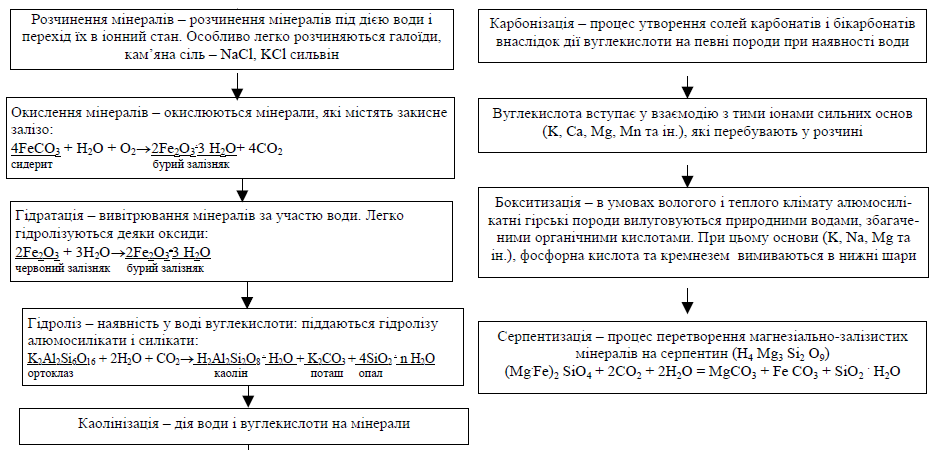 Розчинення мінералів – розчинення мінералів під дією води і
перехід їх в іонний стан. Особливо легко розчиняються галоїди,
кам’яна сіль – NaCl, KCl сильвін
Окислення мінералів – окислюються мінерали, які містять закисне
залізо:
4FeCO3 + H2O + O2→2Fe2O3·3 H2O+ 4CO2
сидерит бурий залізняк
Гідратація – вивітрювання мінералів за участю води. Легко
гідролізуються деяки оксиди:
2Fe2O3 + 3H2O→2Fe2O3•3 H2O
червоний залізняк бурий залізняк
Гідроліз – наявність у воді вуглекислоти: піддаються гідролізу
алюмосилікати і силікати:
K2Al2Si6O16 + 2H2O + CO2→ H2Al2Si2O8· H2O + K2CO3 + 4SiO2 · n H2O
ортоклаз каолін поташ опал
Каолінізація – дія води і вуглекислоти на мінерали
Карбонізація – процес утворення солей карбонатів і бікарбонатів
внаслідок дії вуглекислоти на певні породи при наявності води
Вуглекислота вступає у взаємодію з тими іонами сильних основ
(K, Ca, Mg, Mn та ін.), які перебувають у розчині
Бокситизація – в умовах вологого і теплого клімату алюмосилі-
катні гірські породи вилуговуються природними водами, збагаче-
ними органічними кислотами. При цьому основи (K, Na, Mg та
ін.), фосфорна кислота та кремнезем вимиваються в нижні шари
Серпентизація – процес перетворення магнезіально-залізистих
мінералів на серпентин (H4 Mg3 Si2 O9)
(Mg·Fe)2 SiO4 + 2CO2 + 2H2O = MgCO3 + Fe CO3 + SiO2 · H2O